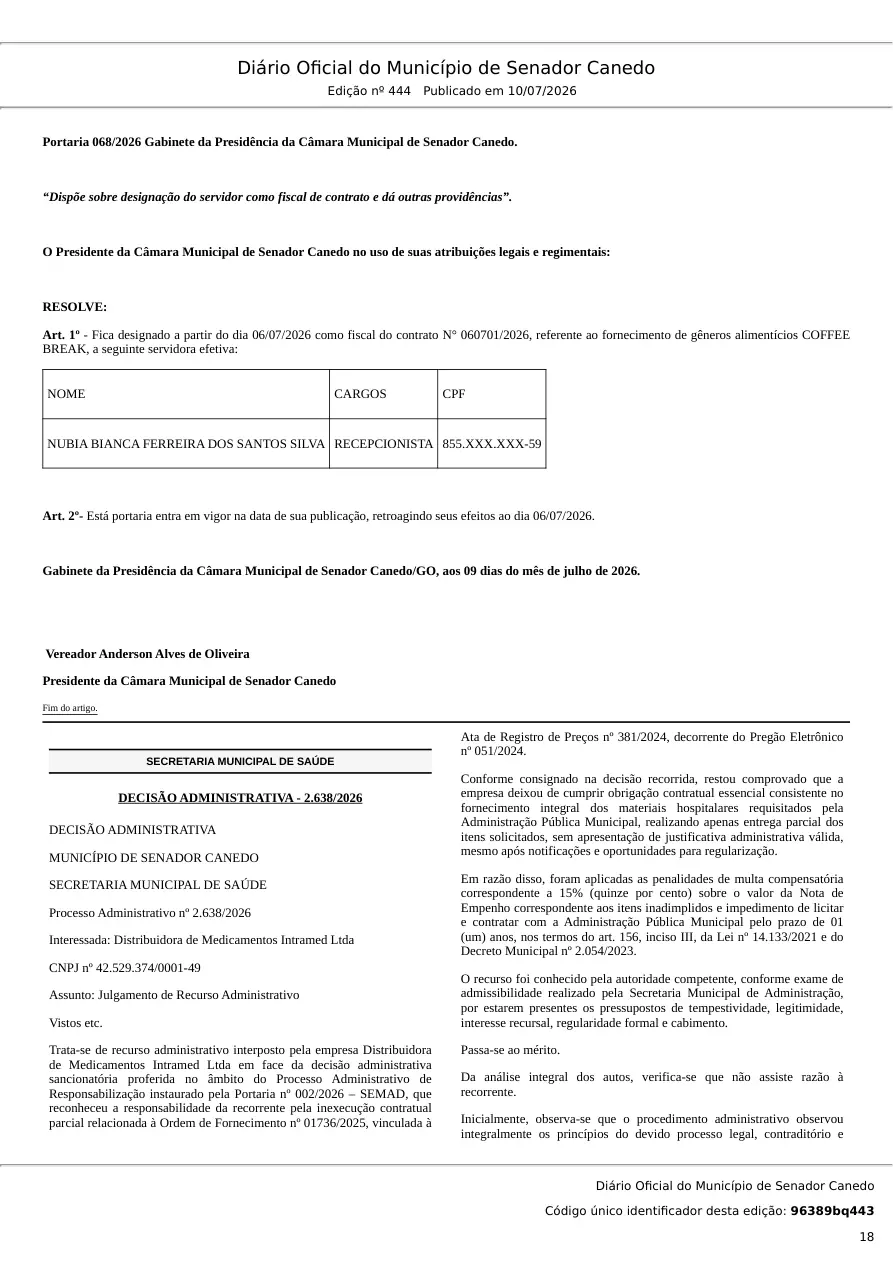 Diário Oficial do Município de Senador Canedo
Edição nº 444 Publicado em 10/07/2026
Portaria 068/2026 Gabinete da Presidência da Câmara Municipal de Senador Canedo.
“Dispõe sobre designação do servidor como fiscal de contrato e dá outras providências”.
O Presidente da Câmara Municipal de Senador Canedo no uso de suas atribuições legais e regimentais:
RESOLVE:
Art. 1º - Fica designado a partir do dia 06/07/2026 como fiscal do contrato N° 060701/2026, referente ao fornecimento de gêneros alimentícios COFFEE
BREAK, a seguinte servidora efetiva:
NOME CARGOS CPF
NUBIA BIANCA FERREIRA DOS SANTOS SILVA RECEPCIONISTA 855.XXX.XXX-59
Art. 2º- Está portaria entra em vigor na data de sua publicação, retroagindo seus efeitos ao dia 06/07/2026.
Gabinete da Presidência da Câmara Municipal de Senador Canedo/GO, aos 09 dias do mês de julho de 2026.
Vereador Anderson Alves de Oliveira
Presidente da Câmara Municipal de Senador Canedo
Fim do artigo.
SECRETARIA MUNICIPAL DE SAÚDE
DECISÃO ADMINISTRATIVA - 2.638/2026
DECISÃO ADMINISTRATIVA
MUNICÍPIO DE SENADOR CANEDO
SECRETARIA MUNICIPAL DE SAÚDE
Processo Administrativo nº 2.638/2026
Interessada: Distribuidora de Medicamentos Intramed Ltda
CNPJ nº 42.529.374/0001-49
Assunto: Julgamento de Recurso Administrativo
Vistos etc.
Trata-se de recurso administrativo interposto pela empresa Distribuidora
de Medicamentos Intramed Ltda em face da decisão administrativa
sancionatória proferida no âmbito do Processo Administrativo de
Responsabilização instaurado pela Portaria nº 002/2026 – SEMAD, que
reconheceu a responsabilidade da recorrente pela inexecução contratual
parcial relacionada à Ordem de Fornecimento nº 01736/2025, vinculada à
Ata de Registro de Preços nº 381/2024, decorrente do Pregão Eletrônico
nº 051/2024.
Conforme consignado na decisão recorrida, restou comprovado que a
empresa deixou de cumprir obrigação contratual essencial consistente no
fornecimento integral dos materiais hospitalares requisitados pela
Administração Pública Municipal, realizando apenas entrega parcial dos
itens solicitados, sem apresentação de justificativa administrativa válida,
mesmo após notificações e oportunidades para regularização.
Em razão disso, foram aplicadas as penalidades de multa compensatória
correspondente a 15% (quinze por cento) sobre o valor da Nota de
Empenho correspondente aos itens inadimplidos e impedimento de licitar
e contratar com a Administração Pública Municipal pelo prazo de 01
(um) anos, nos termos do art. 156, inciso III, da Lei nº 14.133/2021 e do
Decreto Municipal nº 2.054/2023.
O recurso foi conhecido pela autoridade competente, conforme exame de
admissibilidade realizado pela Secretaria Municipal de Administração,
por estarem presentes os pressupostos de tempestividade, legitimidade,
interesse recursal, regularidade formal e cabimento.
Passa-se ao mérito.
Da análise integral dos autos, verifica-se que não assiste razão à
recorrente.
Inicialmente, observa-se que o procedimento administrativo observou
integralmente os princípios do devido processo legal, contraditório e
Diário Oficial do Município de Senador Canedo
Código único identificador desta edição: 96389bq443
18